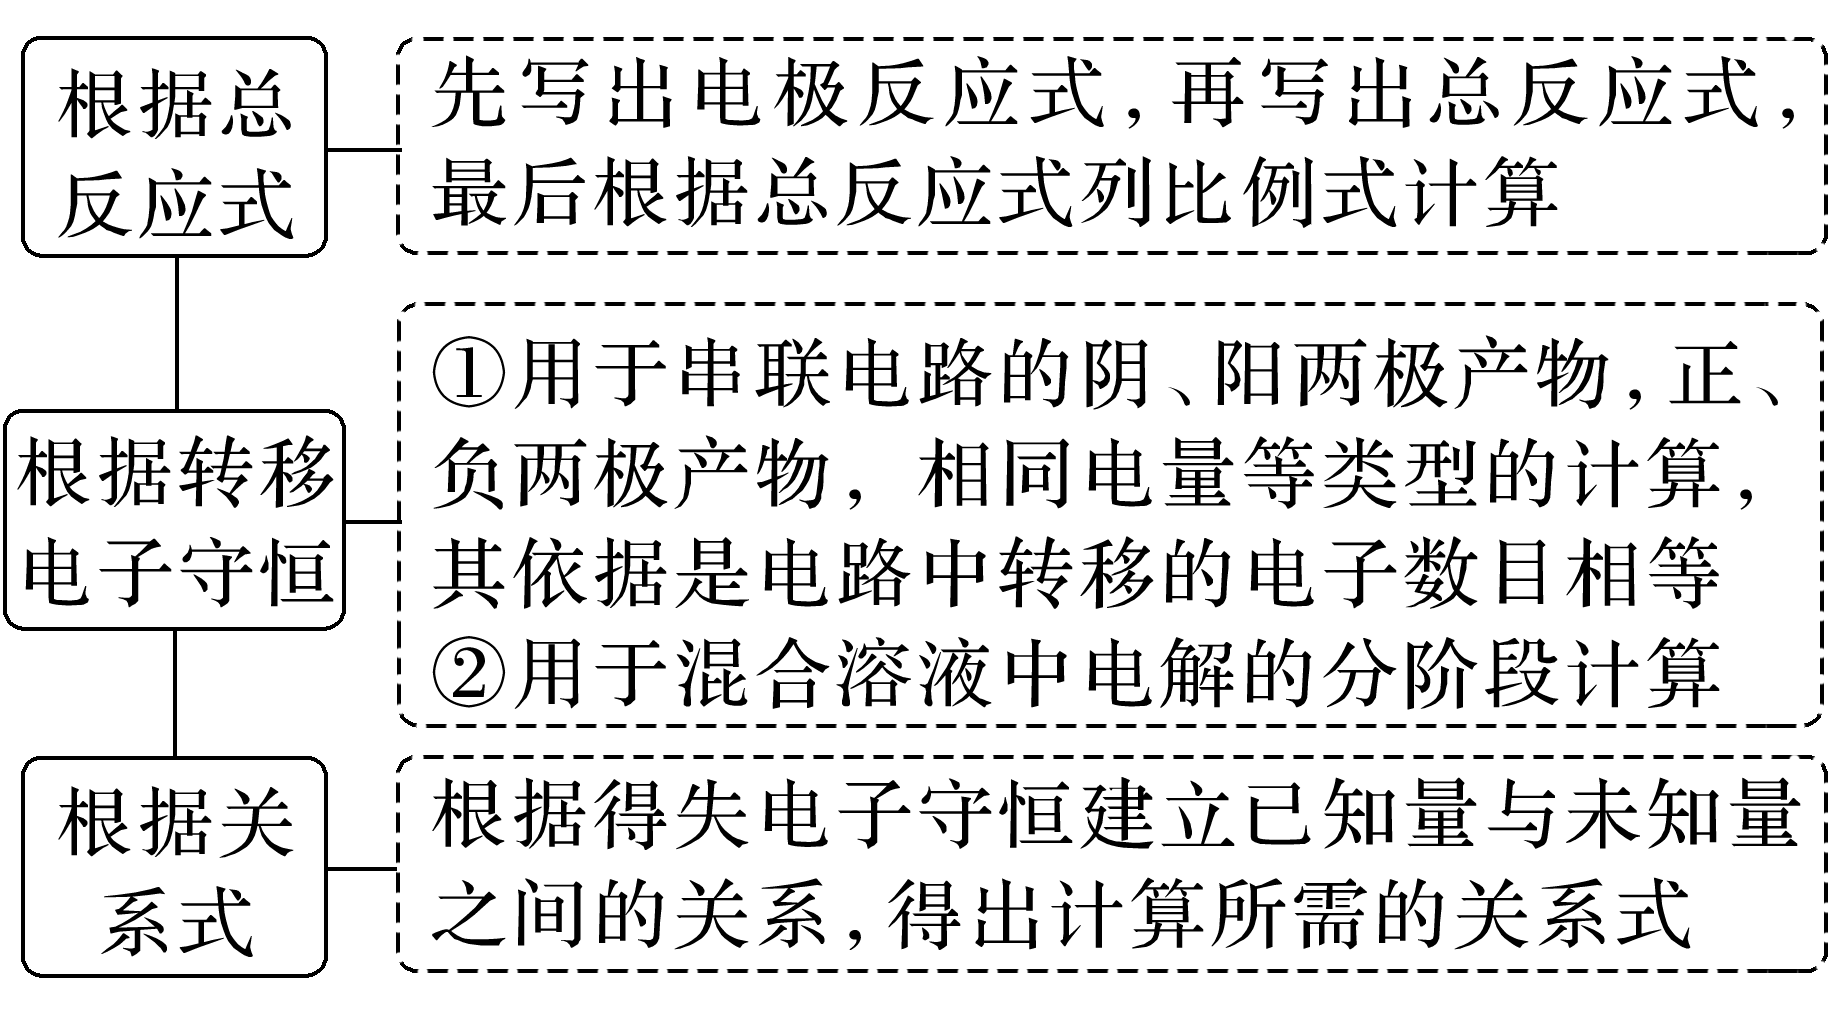 根据总
反应式
先写出电极反应式,再写出总反应式,
最后根据总反应式列比例式计算
根据转移
电子守恒
①用于串联电路的阴、阳两极产物,正、
负两极产物,相同电量等类型的计算,
其依据是电路中转移的电子数目相等
②用于混合溶液中电解的分阶段计算
根据关
系式
根据得失电子守恒建立已知量与未知量
之间的关系,得出计算所需的关系式